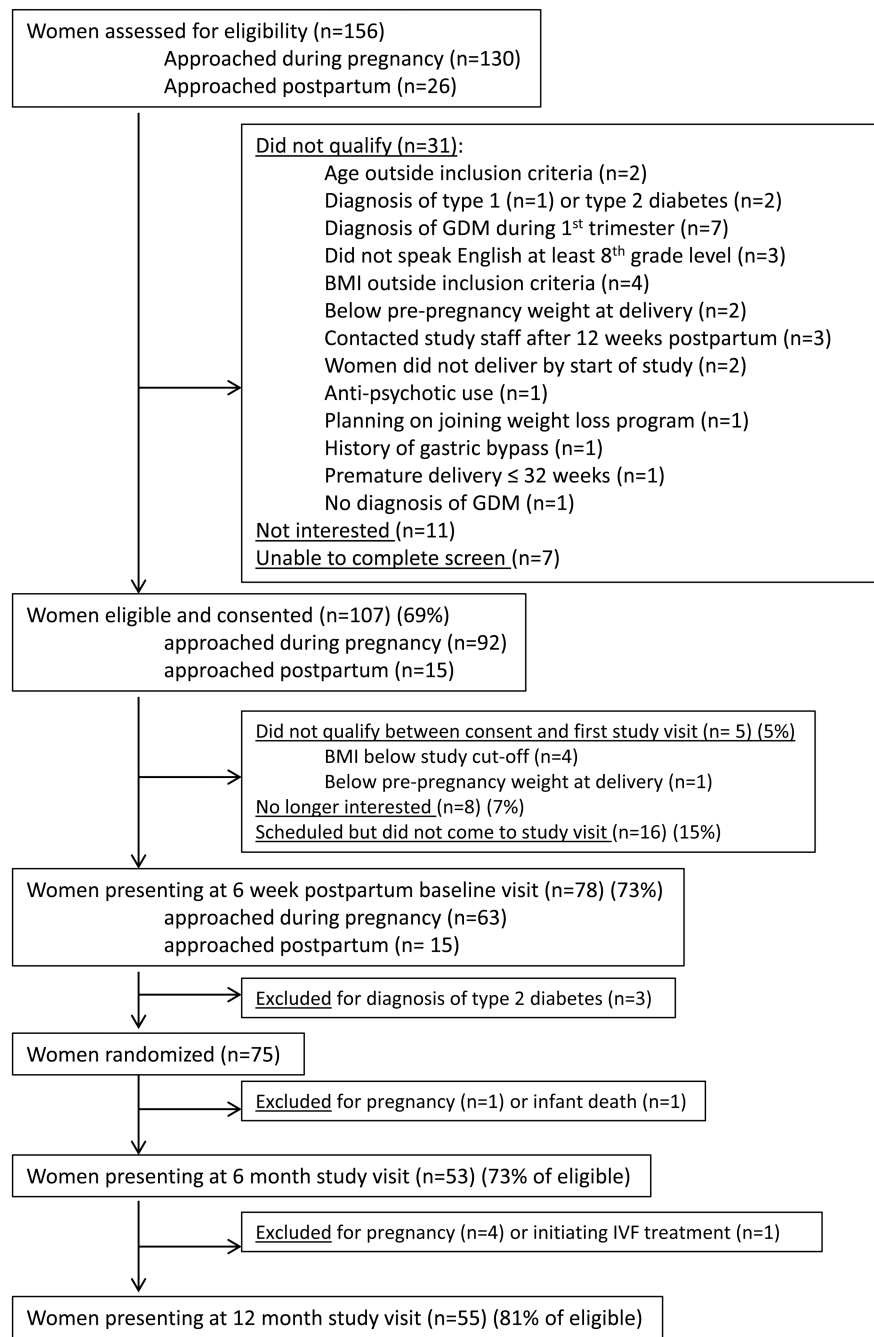 Women assessed for eligibility (n=156)
Approached during pregnancy (n=130)
Approached postpartum (n=26)
Did not qualify (n=31):
Age outside inclusion criteria (n=2)
Diagnosis of type 1 (n=1) or type 2 diabetes (n=2)
Diagnosis of GDM during 1st trimester (n=7)
Did not speak English at least 8th grade level (n=3)
BMI outside inclusion criteria (n=4)
Below pre-pregnancy weight at delivery (n=2)
Contacted study staff after 12 weeks postpartum (n=3)
Women did not deliver by start of study (n=2)
Anti-psychotic use (n=1)
Planning on joining weight loss program (n=1)
History of gastric bypass (n=1)
Premature delivery ≤ 32 weeks (n=1)
No diagnosis of GDM (n=1)
Not interested (n=11)
Unable to complete screen (n=7)
Women eligible and consented (n=107) (69%)
approached during pregnancy (n=92)
approached postpartum (n=15)
Did not qualify between consent and first study visit (n= 5) (5%)
BMI below study cut-off (n=4)
Below pre-pregnancy weight at delivery (n=1)
No longer interested (n=8) (7%)
Scheduled but did not come to study visit (n=16) (15%)
Women presenting at 6 week postpartum baseline visit (n=78) (73%)
approached during pregnancy (n=63)
approached postpartum (n= 15)
Excluded for diagnosis of type 2 diabetes (n=3)
Women randomized (n=75)
Excluded for pregnancy (n=1) or infant death (n=1)
Women presenting at 6 month study visit (n=53) (73% of eligible)
Excluded for pregnancy (n=4) or initiating IVF treatment (n=1)
Women presenting at 12 month study visit (n=55) (81% of eligible)